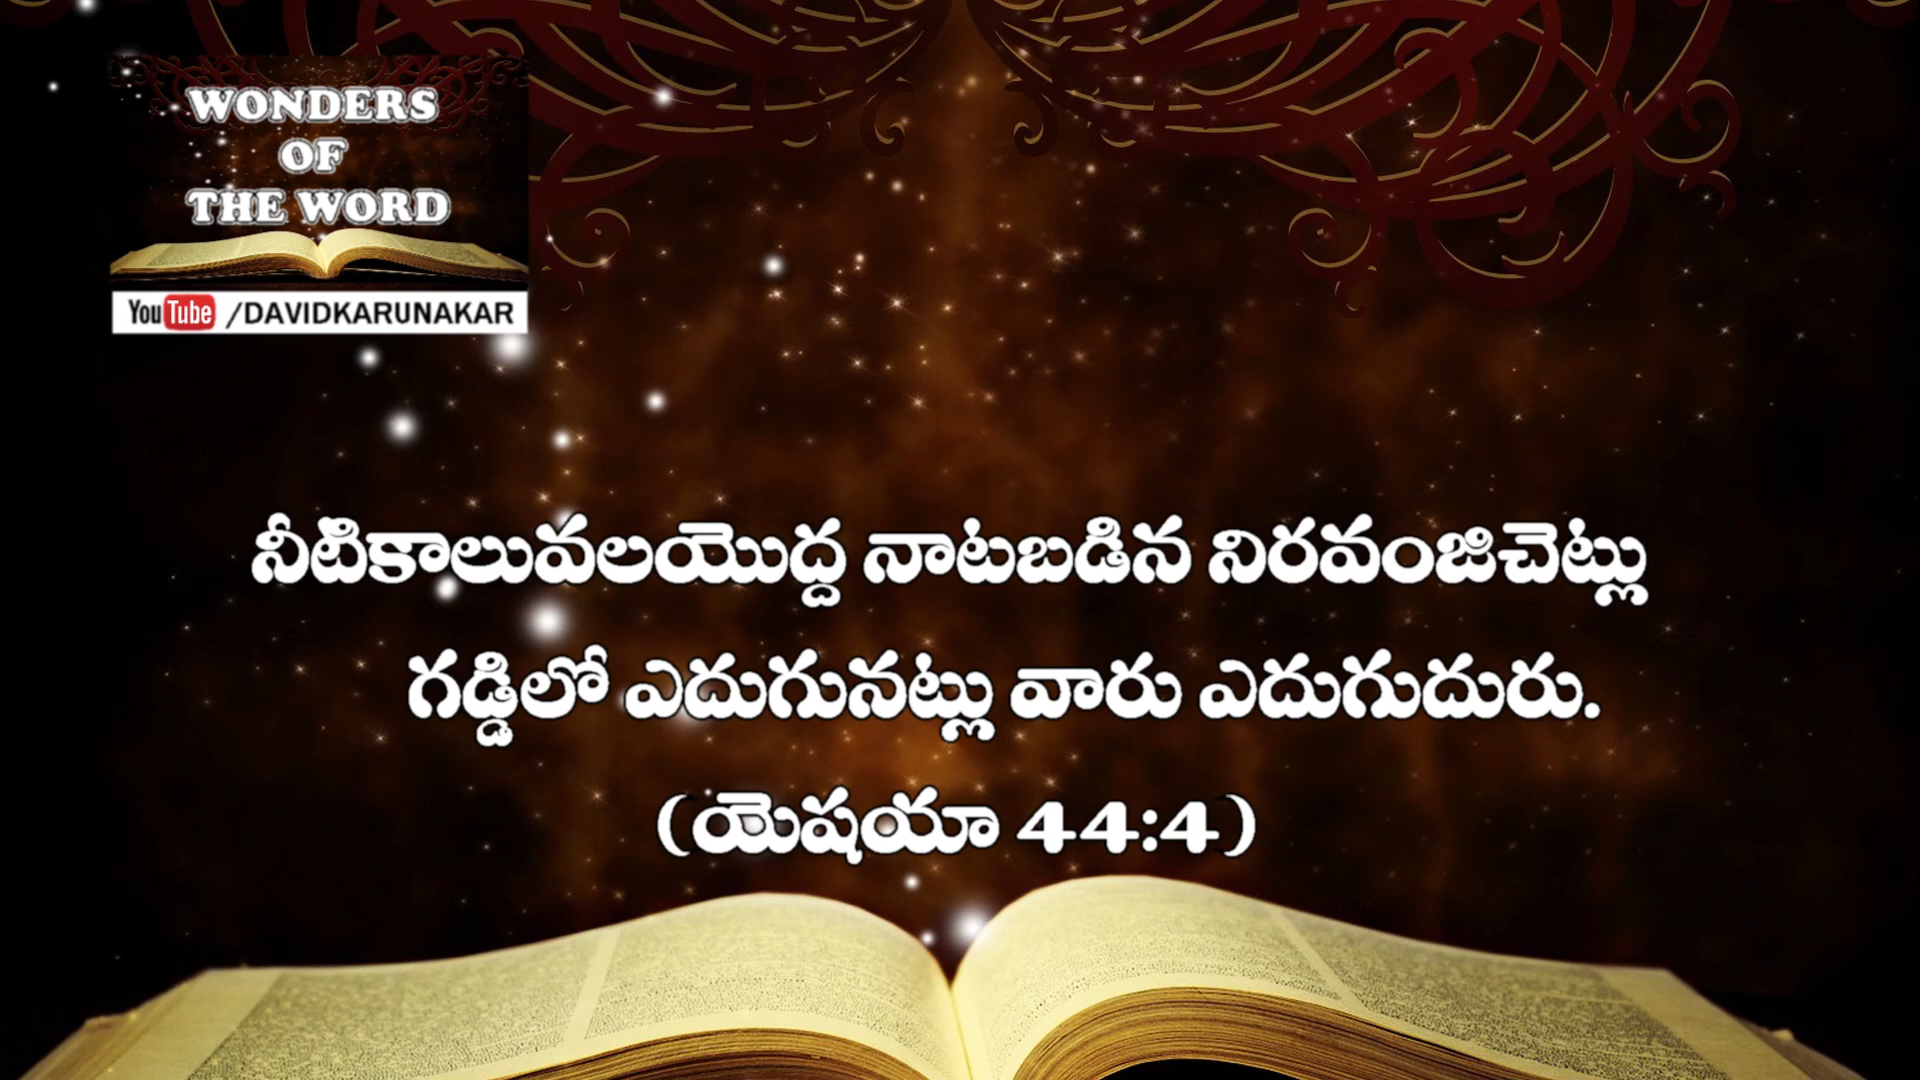 WONDERS
OF
THE WORD
YouTube /DAVIDKARUNAKAR
నీటికాలువలయొద్ద నాటబడిన నిరవంజిచెట్లు
గడ్డిలో ఎదుగునట్లు వారు ఎదుగుదురు.
(యెషయా 44:4)